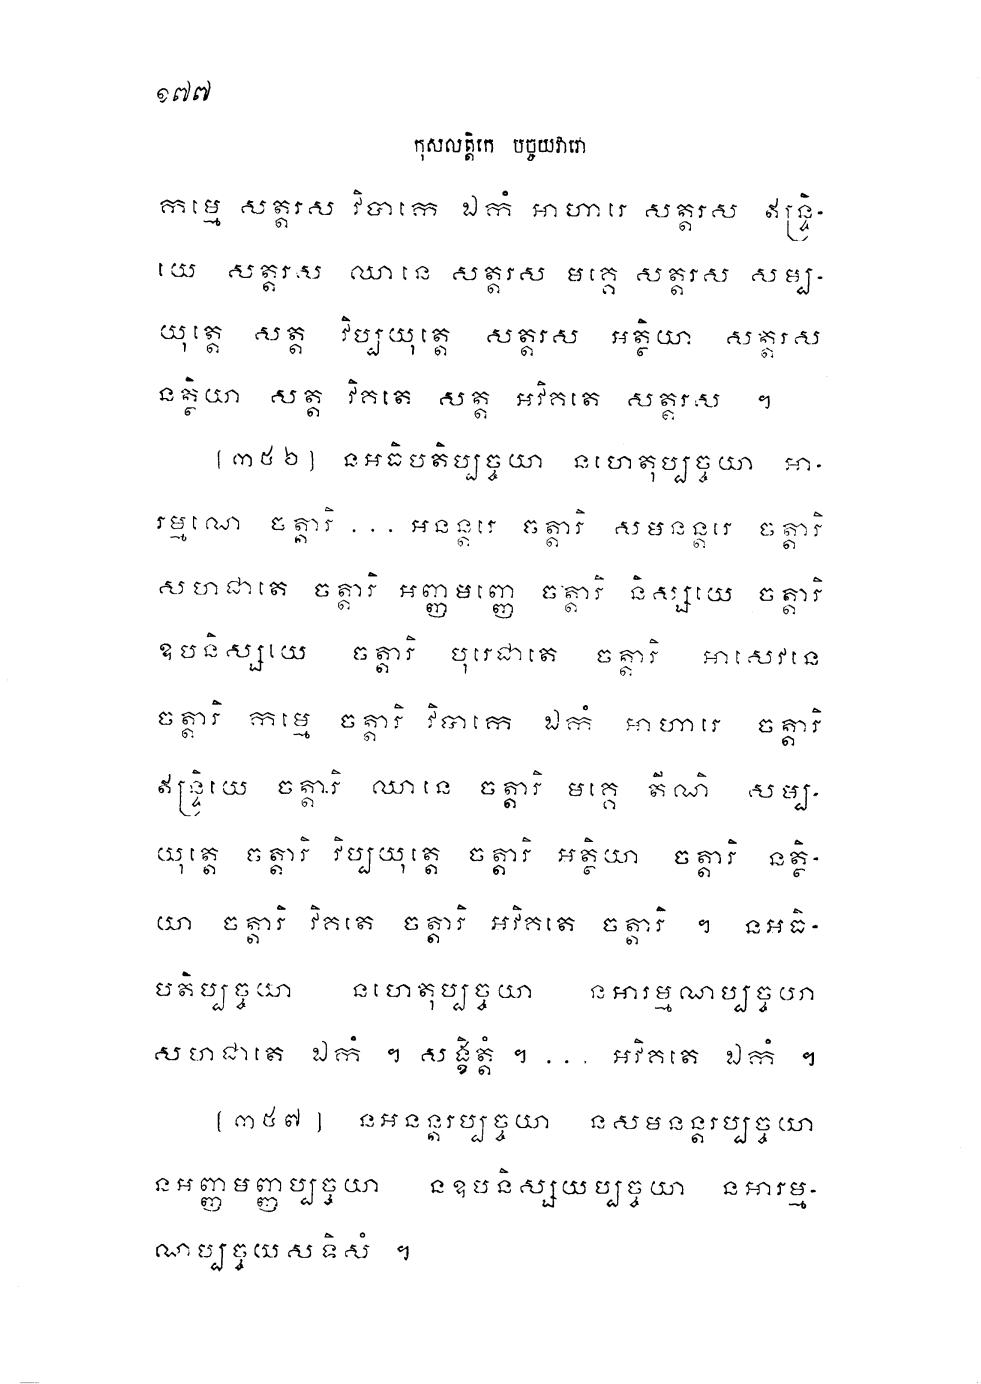 ១៧៧
កុសលត្តិកេ បច្ចយវារោ
កម្មេ សត្តរស វិបាកេ ឯកំ អាហារេ សត្តរស ឥន្ទ្រិ-
យេ សត្តរស ឈានេ សត្តរស មគ្គេ សត្តរស សម្ប-
យុត្តេ សត្ត វិប្បយុត្តេ សត្តរស អត្ថិយា សត្តរស
នត្ថិយា សត្ត វិគតេ សត្ត អវិគតេ សត្តរស ។
[៣៥៦] នអធិបតិប្បច្ចយា នហេតុប្បច្ចយា អា-
រម្មណេ ចត្តារិ ... អនន្តរេ ចត្តារិ សមនន្តរេ ចត្តារិ
សហជាតេ ចត្តារិ អញ្ញមញ្ញេ ចត្តារិ និស្សយេ ចត្តារិ
ឧបនិស្សយេ ចត្តារិ បុរេជាតេ ចត្តារិ អាសេវនេ
ចត្តារិ កម្មេ ចត្តារិ វិបាកេ ឯកំ អាហារេ ចត្តារិ
ឥន្ទ្រិយេ ចត្តារិ ឈានេ ចត្តារិ មគ្គេ តីណិ សម្ប-
យុត្តេ ចត្តារិ វិប្បយុត្តេ ចត្តារិ អត្ថិយា ចត្តារិ នត្ថិ-
យា ចត្តារិ វិគតេ ចត្តារិ អវិគតេ ចត្តារិ ។ នអធិ-
បតិប្បច្ចយា នហេតុប្បច្ចយា នអារម្មណប្បច្ចយា
សហជាតេ ឯកំ ។ សង្ខិត្តំ ។ ... អវិគតេ ឯកំ ។
[៣៥៧] នអនន្តរប្បច្ចយា នសមនន្តរប្បច្ចយា
នអញ្ញមញ្ញប្បច្ចយា នឧបនិស្សយប្បច្ចយា នអារម្ម-
ណប្បច្ចយសទិសំ ។